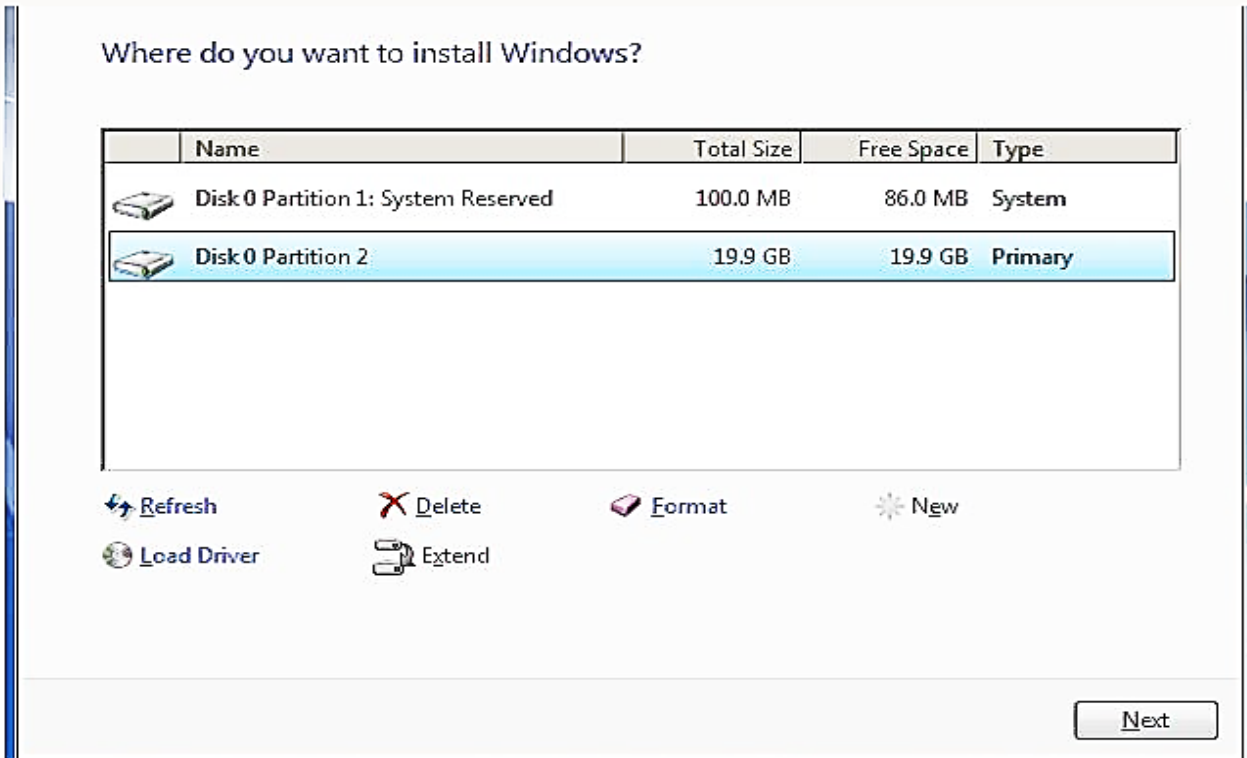 Where do you want to install Windows?
Name Total Size Free Space Type
Disk 0 Partition 1: System Reserved 100.0 MB 86.0 MB System
Disk 0 Partition 2 19.9 GB 19.9 GB Primary
Refresh Delete Format New
Load Driver Extend
Next